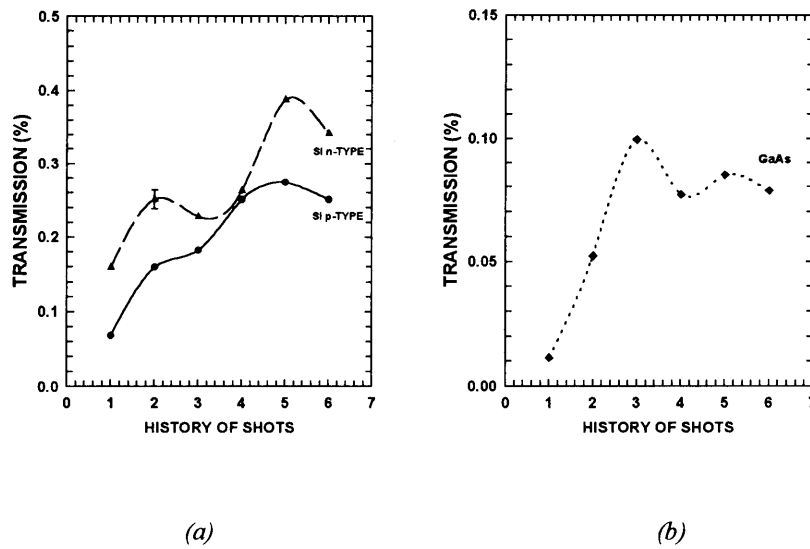 0.5
0.4
0.3
0.2
0.1
0.0
TRANSMISSION (%)
SI n-TYPE
SI p-TYPE
0 1 2 3 4 5 6 7
HISTORY OF SHOTS
(a)
0.15
0.10
0.05
0.00
TRANSMISSION (%)
GaAs
0 1 2 3 4 5 6 7
HISTORY OF SHOTS
(b)